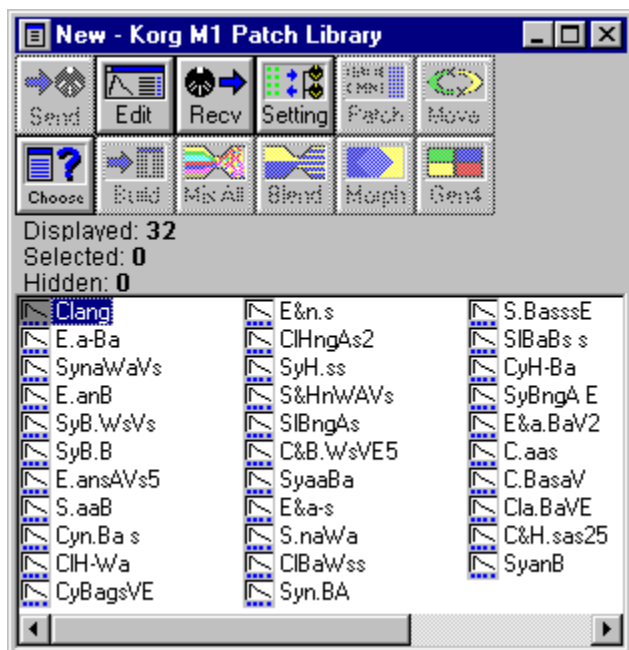 New - Korg M1 Patch Library
Send Edit Recv Setting Patch Move
Choose Build Mix All Blend Morph Gen4
Displayed: 32
Selected: 0
Hidden: 0
Clang E&n.s S.BasssE
E.a-Ba ClHngAs2 SlBaBs s
SynaWaVs SyH.ss CyH-Ba
E.anB S&HnWAVs SyBngA E
SyB.WsVs SlBngAs E&a.BaV2
SyB.B C&B.WsVE5 C.aas
E.ansAVs5 SyaaBa C.BasaV
S.aaB E&a-s Cla.BaVE
Cyn.Ba s S.naWa C&H.sas25
ClH-Wa ClBaWss SyanB
CyBagsVE Syn.BA